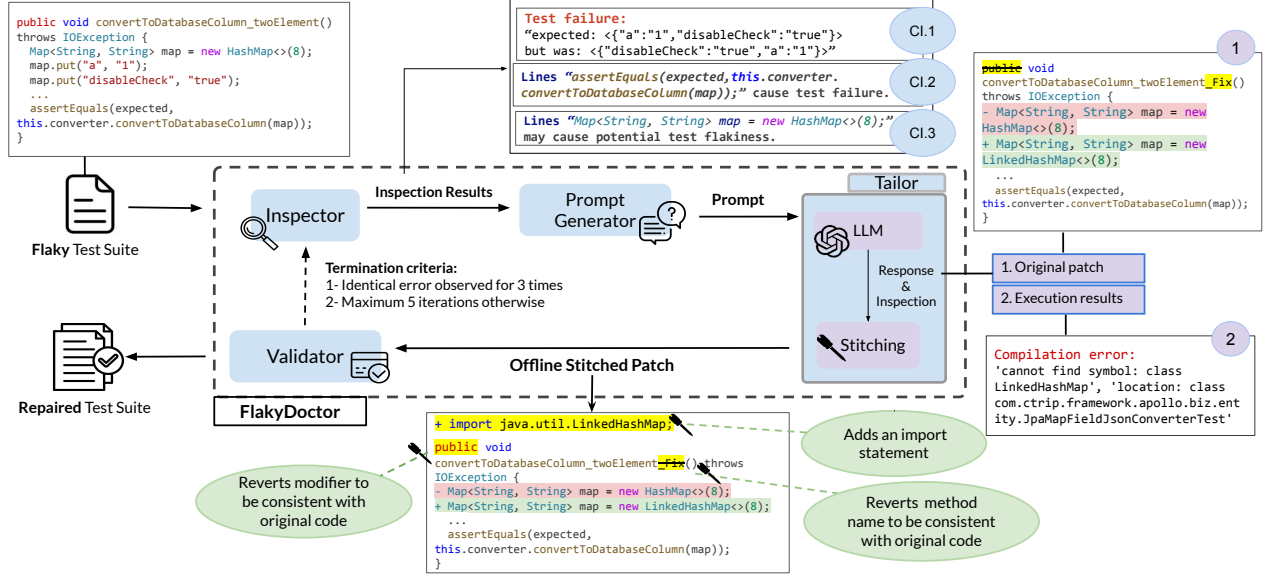 public void convertToDatabaseColumn_twoElement()
throws IOException {
Map<String, String> map = new HashMap<>(8);
map.put("a", "1");
map.put("disableCheck", "true");
...
assertEquals(expected,
this.converter.convertToDatabaseColumn(map));
}
Test failure:
“expected: <{"a":"1","disableCheck":"true"}>
but was: <{"disableCheck":"true","a":"1"}>”
CI.1
Lines “assertEquals(expected,this.converter.
convertToDatabaseColumn(map));” cause test failure.
CI.2
Lines “Map<String, String> map = new HashMap<>(8);”
may cause potential test flakiness.
CI.3
1
public void
convertToDatabaseColumn_twoElement_Fix()
throws IOException {
- Map<String, String> map = new
HashMap<>(8);
+ Map<String, String> map = new
LinkedHashMap<>(8);
...
assertEquals(expected,
this.converter.convertToDatabaseColumn(map));
}
Flaky Test Suite
Inspector
Inspection Results
Prompt
Generator
Prompt
Tailor
LLM
Response
&
Inspection
Stitching
1. Original patch
2. Execution results
Termination criteria:
1- Identical error observed for 3 times
2- Maximum 5 iterations otherwise
Validator
Offline Stitched Patch
Repaired Test Suite
FlakyDoctor
2
Compilation error:
'cannot find symbol: class
LinkedHashMap', 'location: class
com.ctrip.framework.apollo.biz.ent
ity.JpaMapFieldJsonConverterTest'
+ import java.util.LinkedHashMap;
public void
convertToDatabaseColumn_twoElement_Fix() throws
IOException {
- Map<String, String> map = new HashMap<>(8);
+ Map<String, String> map = new LinkedHashMap<>(8);
...
assertEquals(expected,
this.converter.convertToDatabaseColumn(map));
}
Reverts modifier to
be consistent with
original code
Adds an import
statement
Reverts method
name to be consistent
with original code